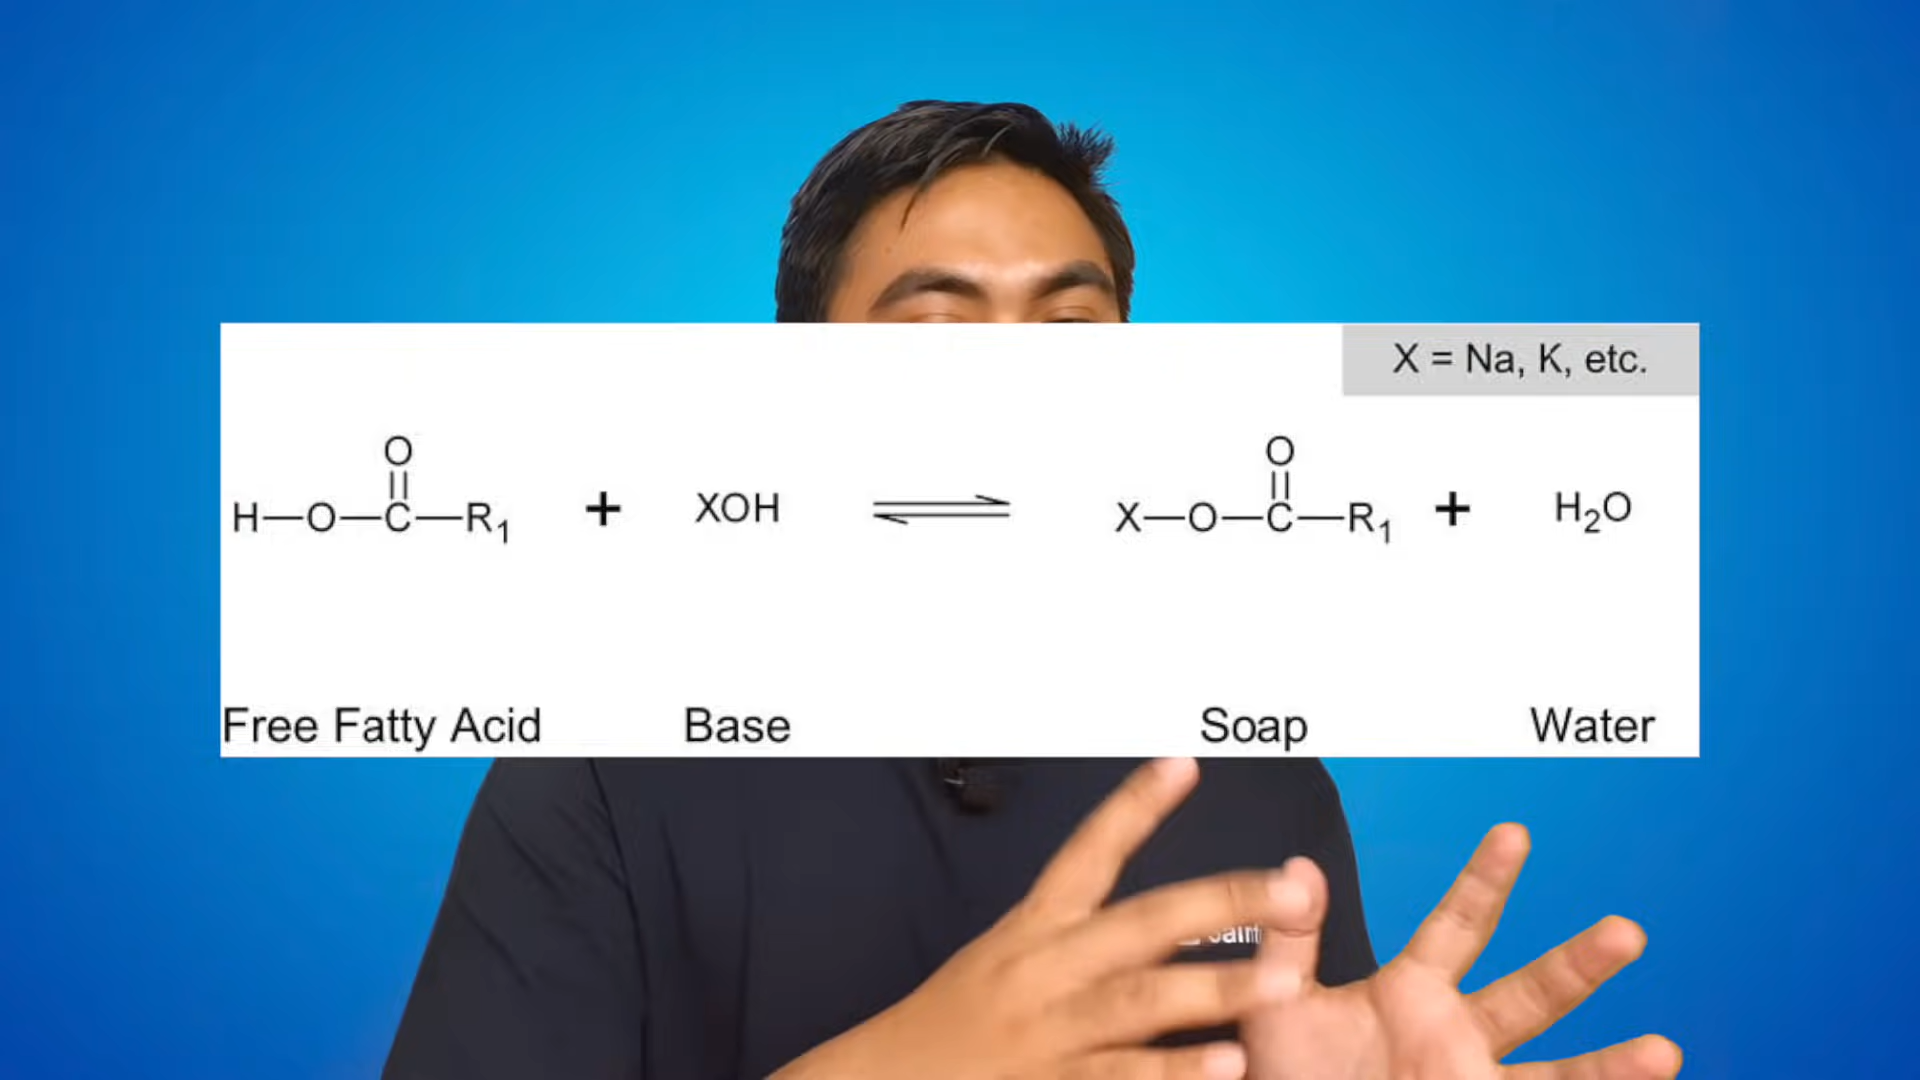 X = Na, K, etc.
O O
H—O—C—R₁ + XOH ⇌ X—O—C—R₁ + H₂O
Free Fatty Acid Base Soap Water